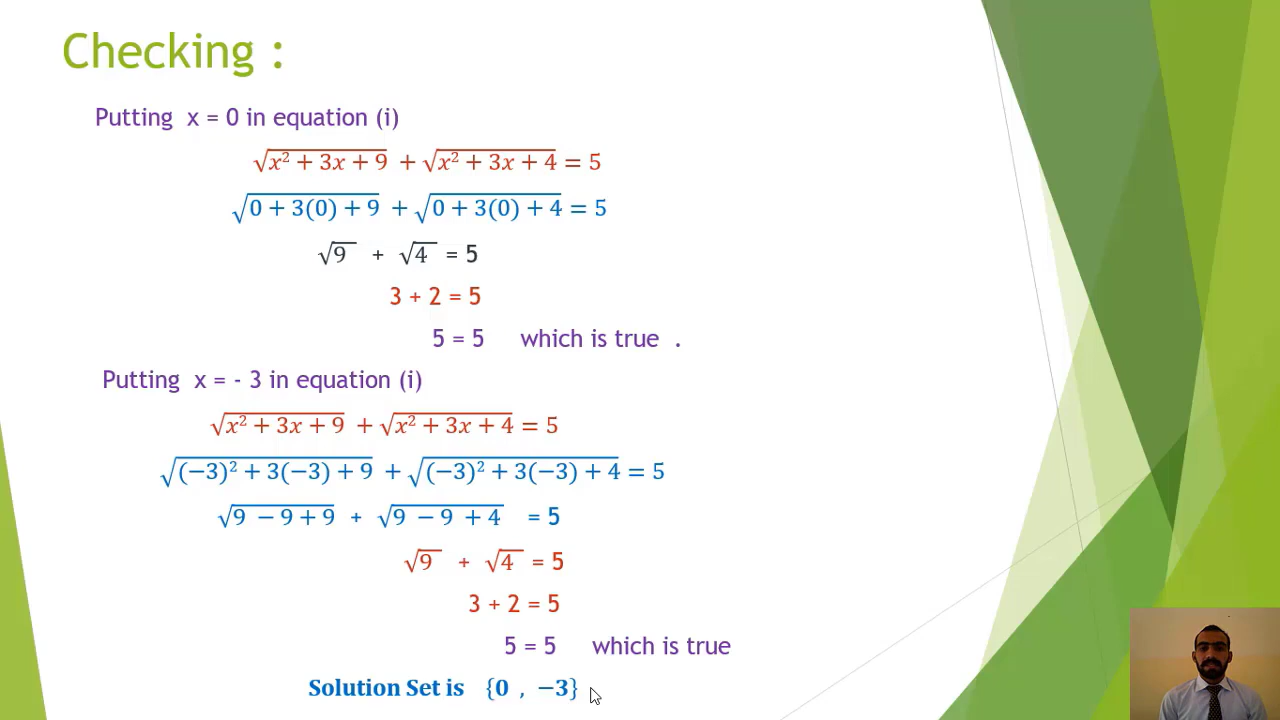 Checking :
Putting x = 0 in equation (i)
√(x² + 3x + 9) + √(x² + 3x + 4) = 5
√(0 + 3(0) + 9) + √(0 + 3(0) + 4) = 5
√9 + √4 = 5
3 + 2 = 5
5 = 5 which is true .
Putting x = - 3 in equation (i)
√(x² + 3x + 9) + √(x² + 3x + 4) = 5
√((−3)² + 3(−3) + 9) + √((−3)² + 3(−3) + 4) = 5
√(9 − 9 + 9) + √(9 − 9 + 4) = 5
√9 + √4 = 5
3 + 2 = 5
5 = 5 which is true
Solution Set is {0 , −3}